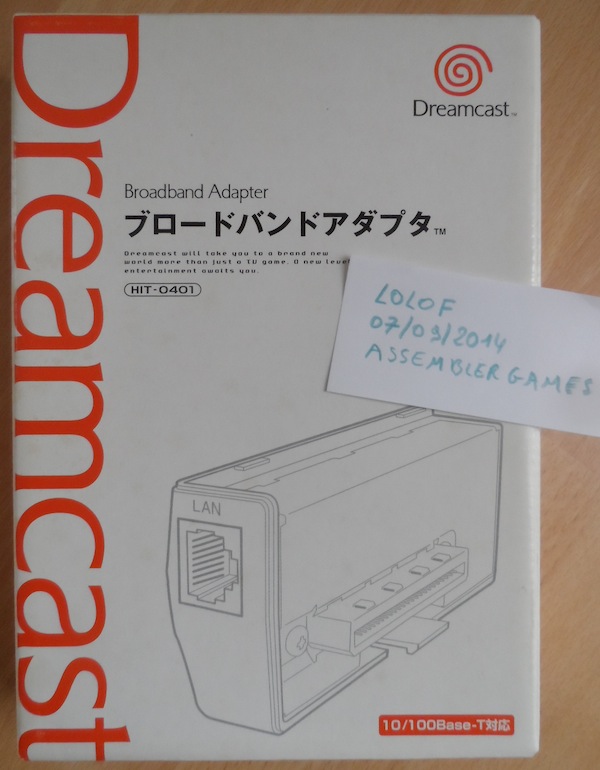 Dreamcast
Dreamcast™
Broadband Adapter
ブロードバンドアダプタ™
Dreamcast will take you to a brand new
world more than just a TV game. A new level
entertainment awaits you.
HIT-0401
LOLOF
07/09/2014
ASSEMBLER GAMES
LAN
10/100Base-T対応